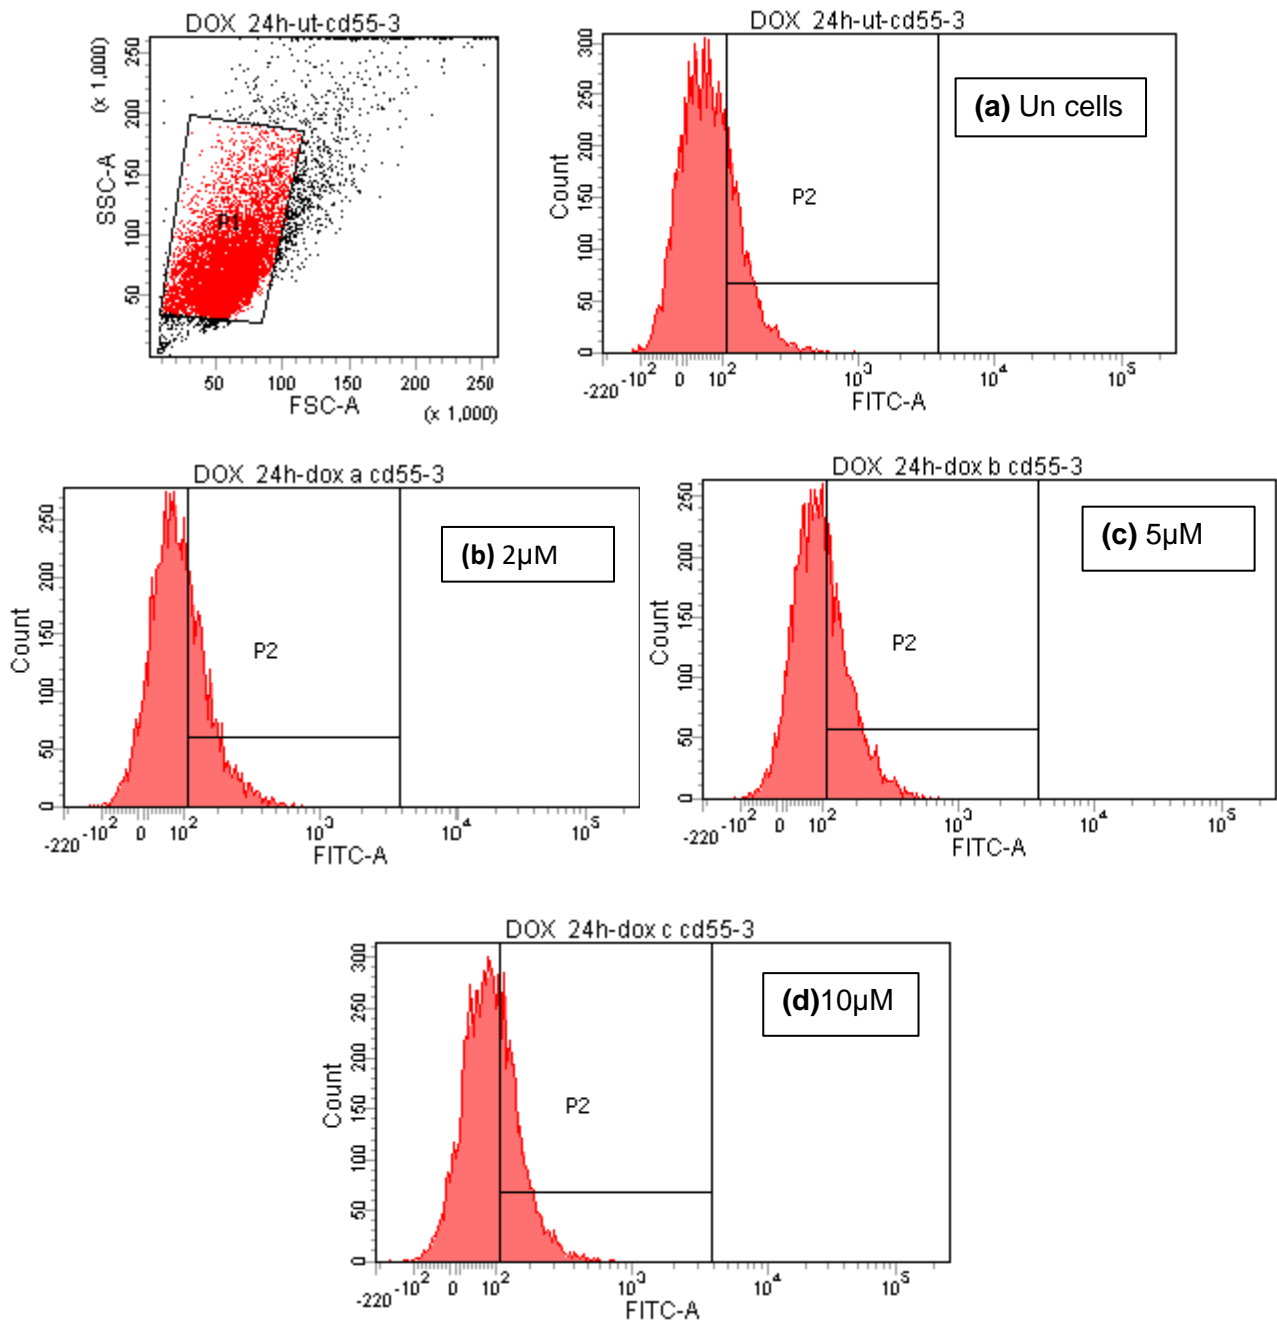 DOX 24h-ut-cd55-3
(x 1,000)
SSC-A
50 100 150 200 250
P1
50 100 150 200 250
FSC-A
(x 1,000)
DOX 24h-ut-cd55-3
Count
0 50 100 150 200 250 300
(a) Un cells
P2
-220 -10² 0 10² 10³ 10⁴ 10⁵
FITC-A
DOX 24h-dox a cd55-3
Count
0 50 100 150 200 250
(b) 2µM
P2
-220 -10² 0 10² 10³ 10⁴ 10⁵
FITC-A
DOX 24h-dox b cd55-3
Count
0 50 100 150 200 250
(c) 5µM
P2
-220 -10² 0 10² 10³ 10⁴ 10⁵
FITC-A
DOX 24h-dox c cd55-3
Count
0 50 100 150 200 250 300
(d)10µM
P2
-220 -10² 0 10² 10³ 10⁴ 10⁵
FITC-A